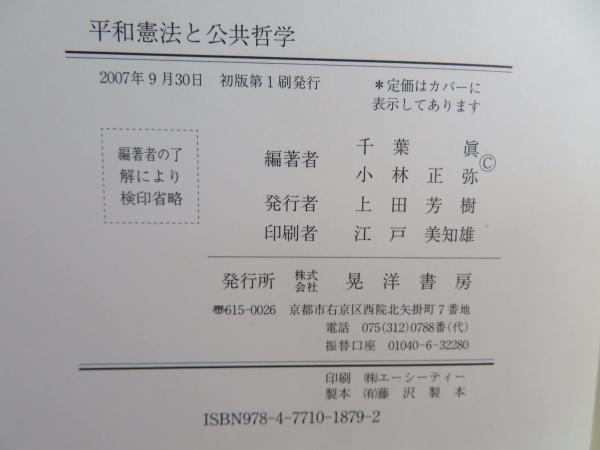 平和憲法と公共哲学
2007年9月30日　初版第1刷発行
＊定価はカバーに
表示してあります
編著者の了
解により
検印省略
編著者　千葉　眞
小林正弥
©
発行者　上田芳樹
印刷者　江戸美知雄
発行所　株式会社　晃洋書房
〠615-0026　京都市右京区西院北矢掛町7番地
電話　075(312)0788番(代)
振替口座　01040-6-32280
印刷　㈱エーシーティー
製本　㈲藤沢製本
ISBN978-4-7710-1879-2